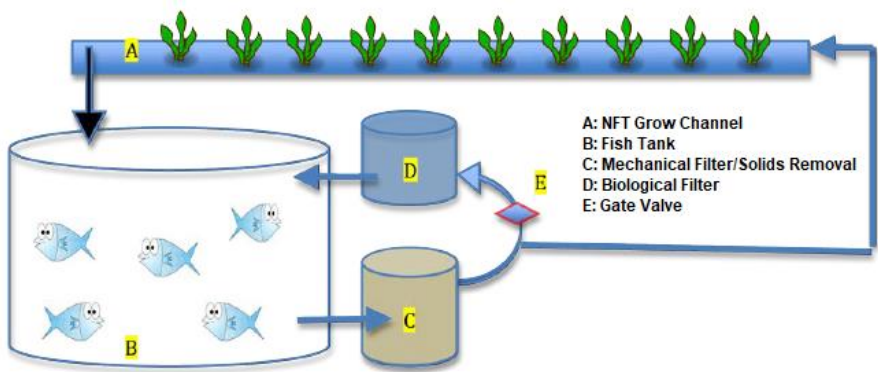 A
A: NFT Grow Channel
B: Fish Tank
C: Mechanical Filter/Solids Removal
D: Biological Filter
E: Gate Valve
D
E
C
B